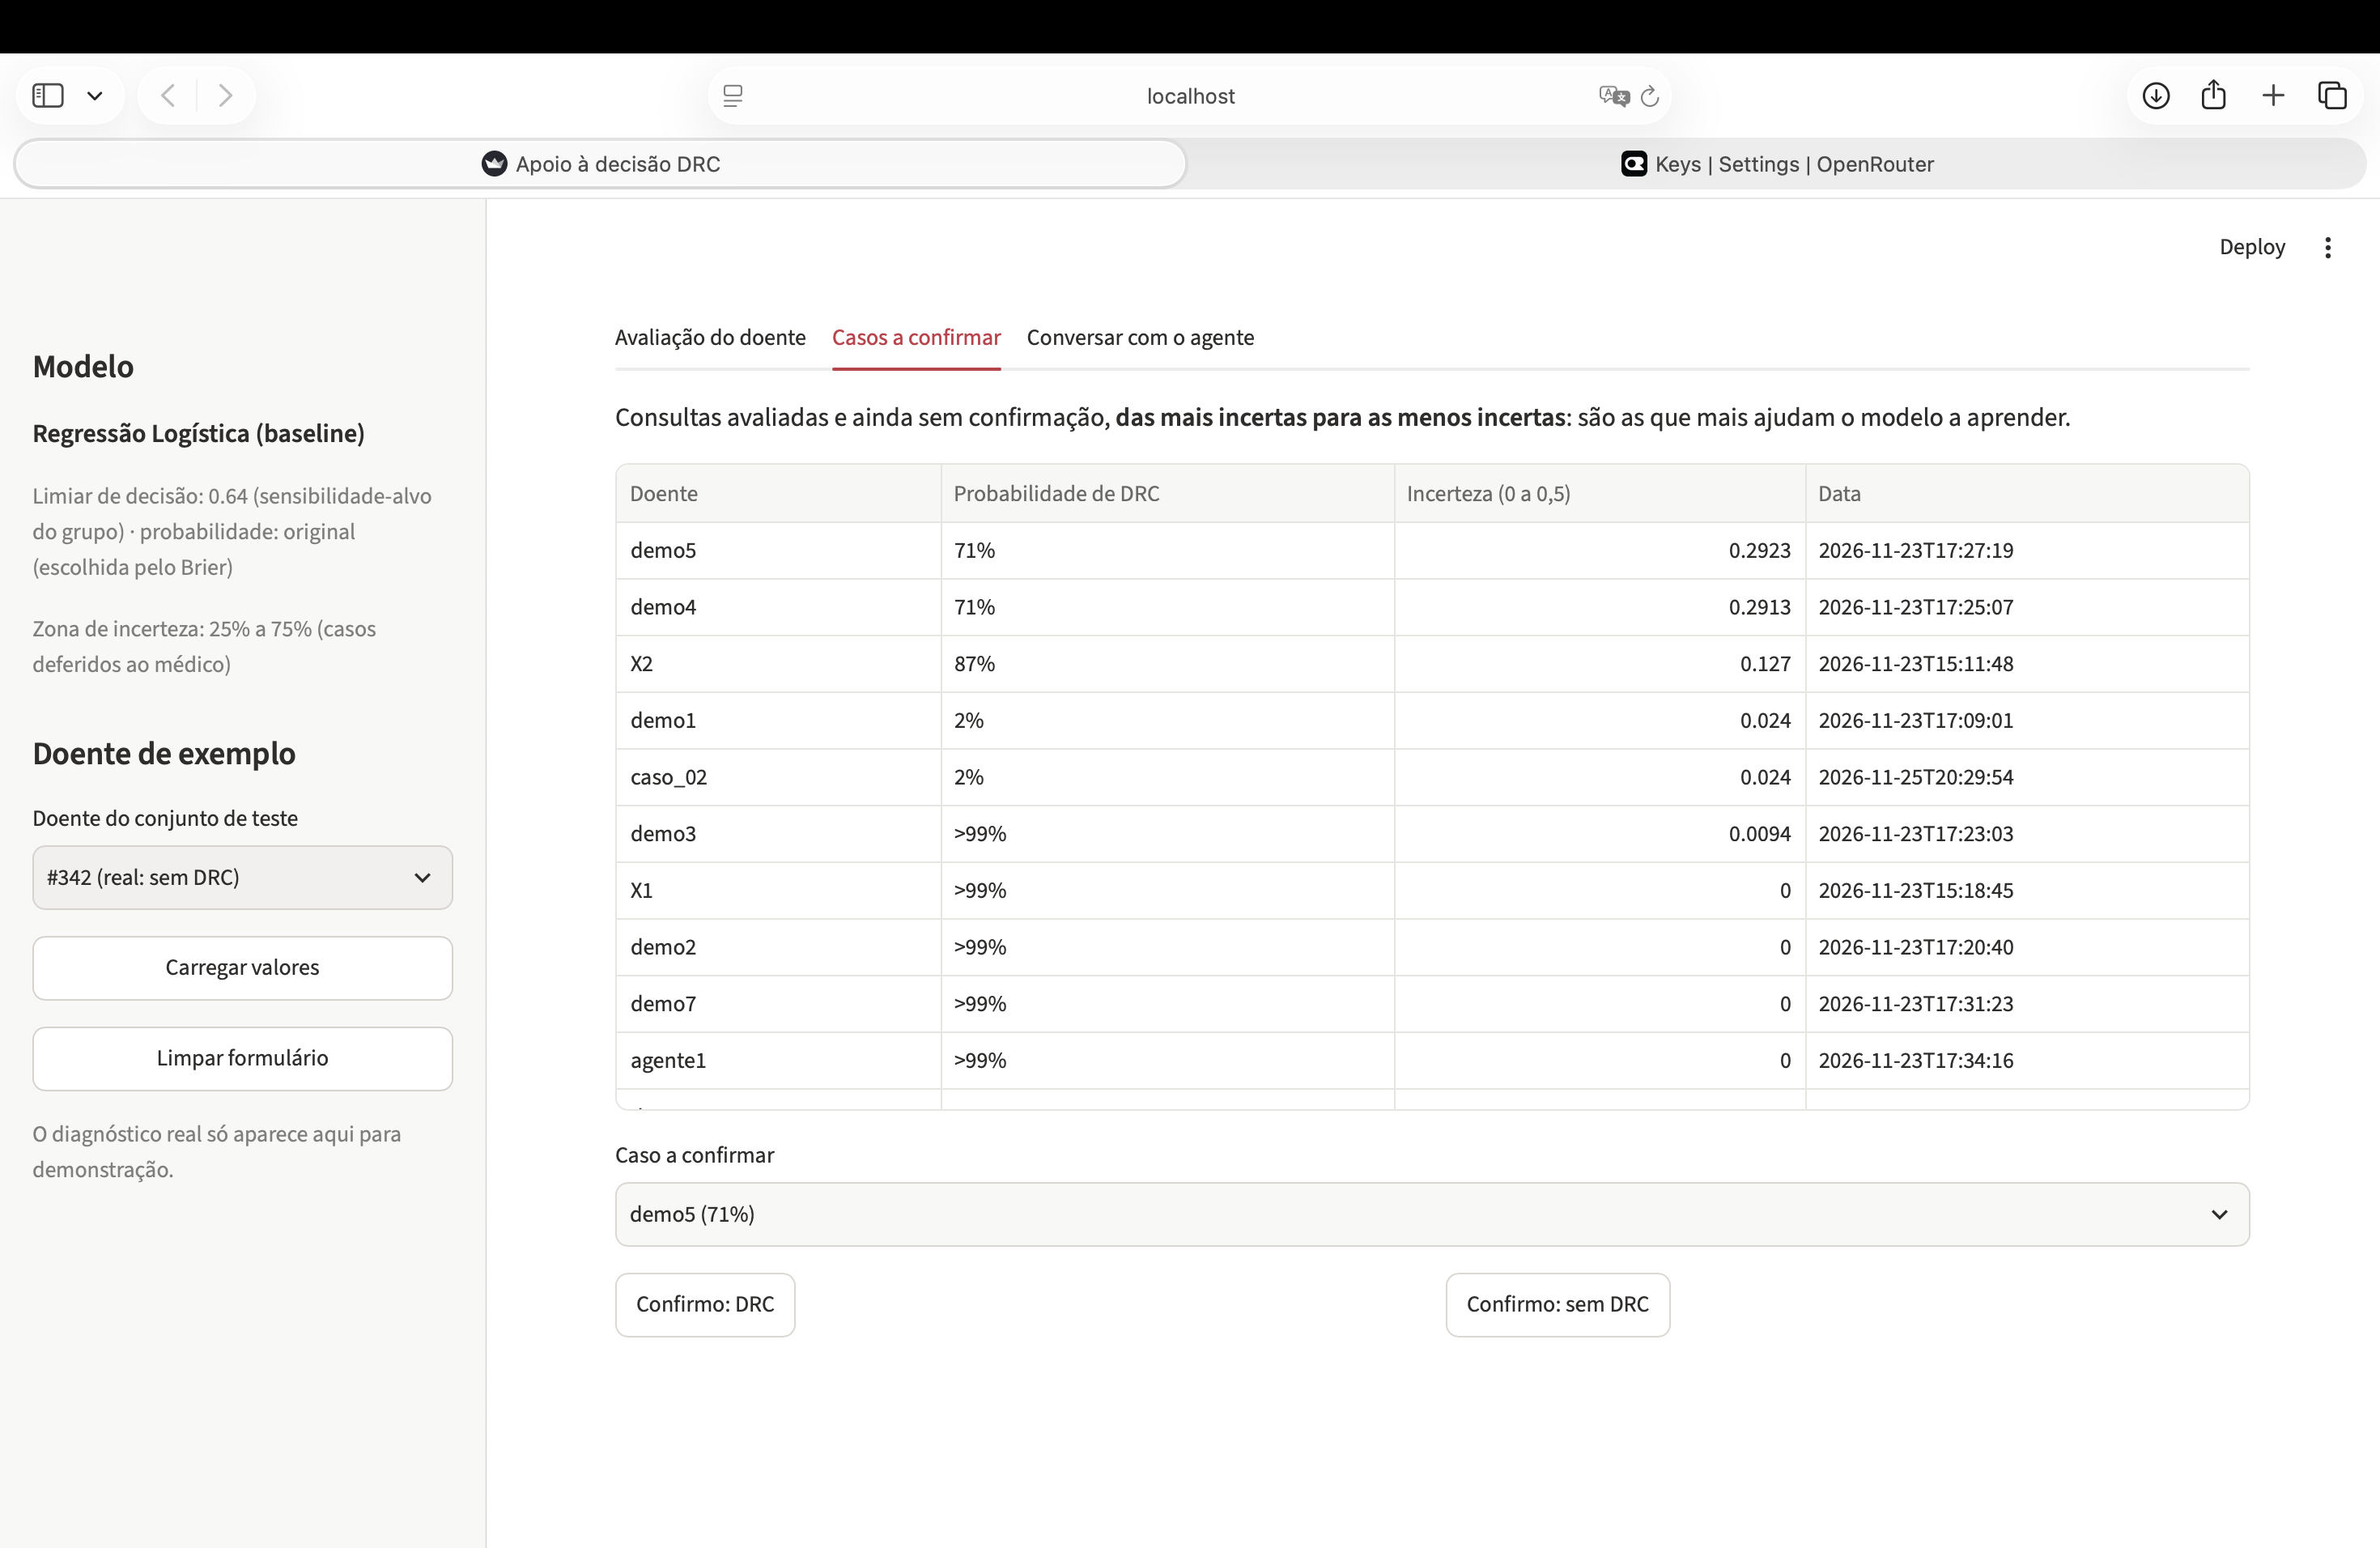 localhost
Apoio à decisão DRC
Keys | Settings | OpenRouter
Deploy
Modelo
Regressão Logística (baseline)
Limiar de decisão: 0.64 (sensibilidade-alvo
do grupo) · probabilidade: original
(escolhida pelo Brier)
Zona de incerteza: 25% a 75% (casos
deferidos ao médico)
Doente de exemplo
Doente do conjunto de teste
#342 (real: sem DRC)
Carregar valores
Limpar formulário
O diagnóstico real só aparece aqui para
demonstração.
Avaliação do doente Casos a confirmar Conversar com o agente
Consultas avaliadas e ainda sem confirmação, das mais incertas para as menos incertas: são as que mais ajudam o modelo a aprender.
Doente Probabilidade de DRC Incerteza (0 a 0,5) Data
demo5 71% 0.2923 2026-11-23T17:27:19
demo4 71% 0.2913 2026-11-23T17:25:07
X2 87% 0.127 2026-11-23T15:11:48
demo1 2% 0.024 2026-11-23T17:09:01
caso_02 2% 0.024 2026-11-25T20:29:54
demo3 >99% 0.0094 2026-11-23T17:23:03
X1 >99% 0 2026-11-23T15:18:45
demo2 >99% 0 2026-11-23T17:20:40
demo7 >99% 0 2026-11-23T17:31:23
agente1 >99% 0 2026-11-23T17:34:16
Caso a confirmar
demo5 (71%)
Confirmo: DRC
Confirmo: sem DRC